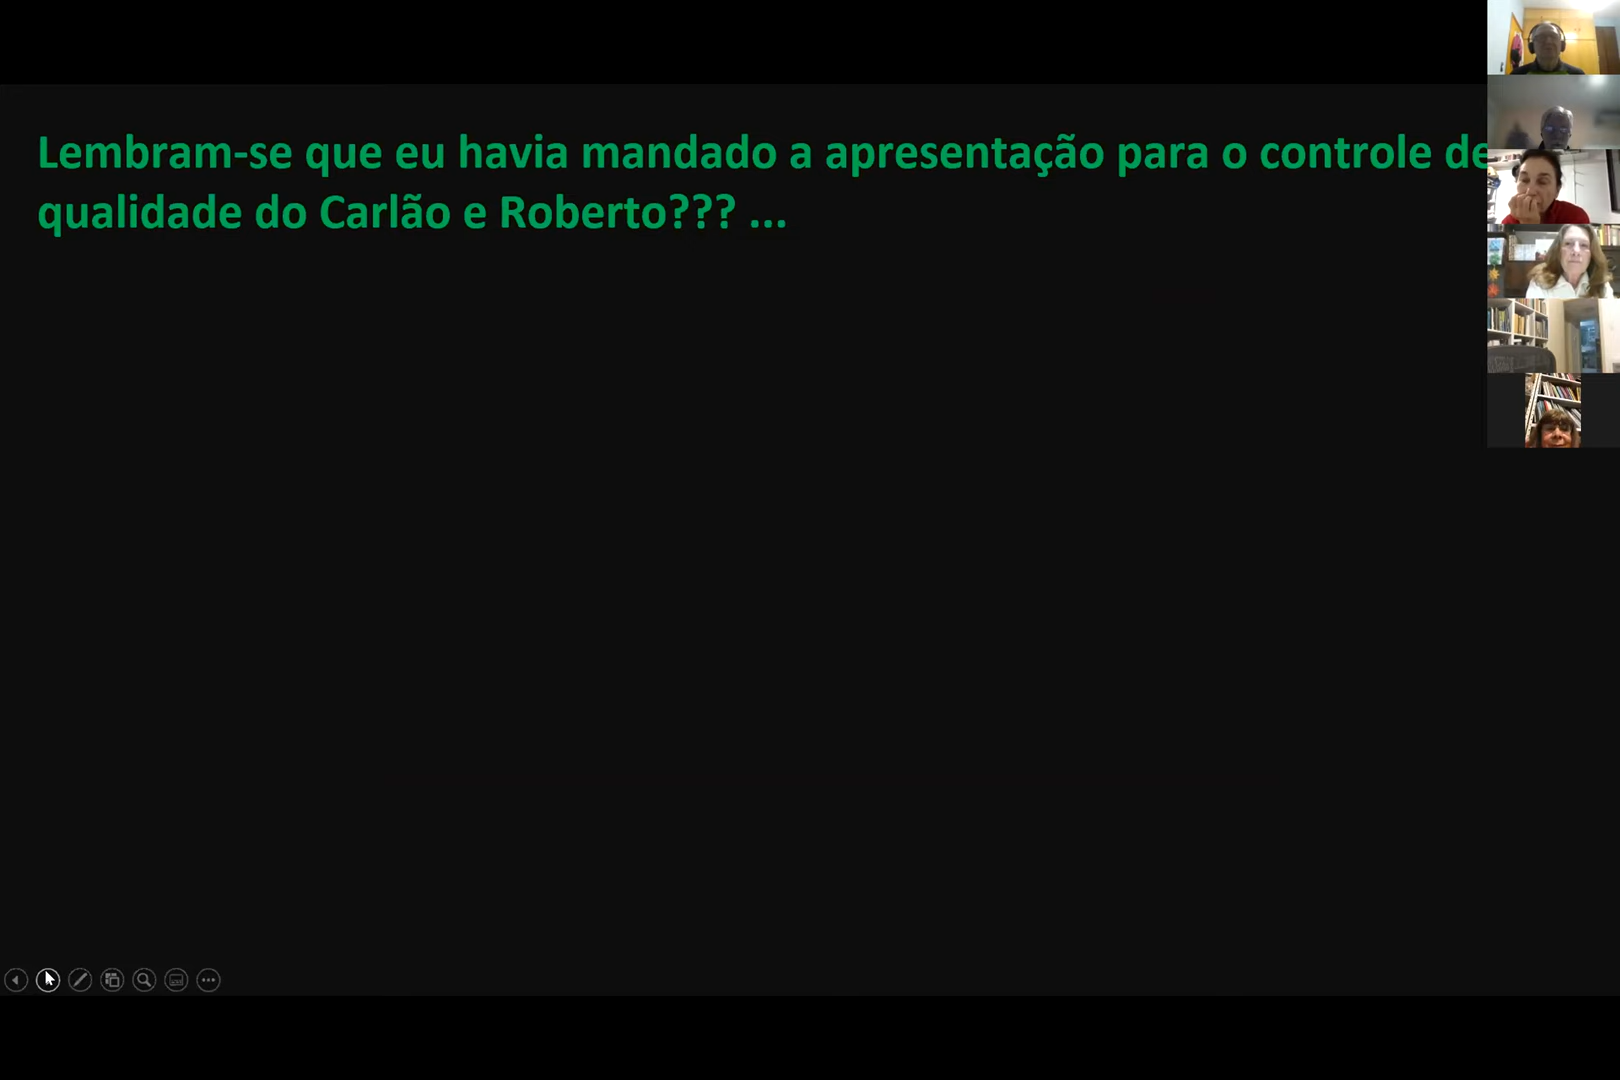 Lembram-se que eu havia mandado a apresentação para o controle de
qualidade do Carlão e Roberto??? ...